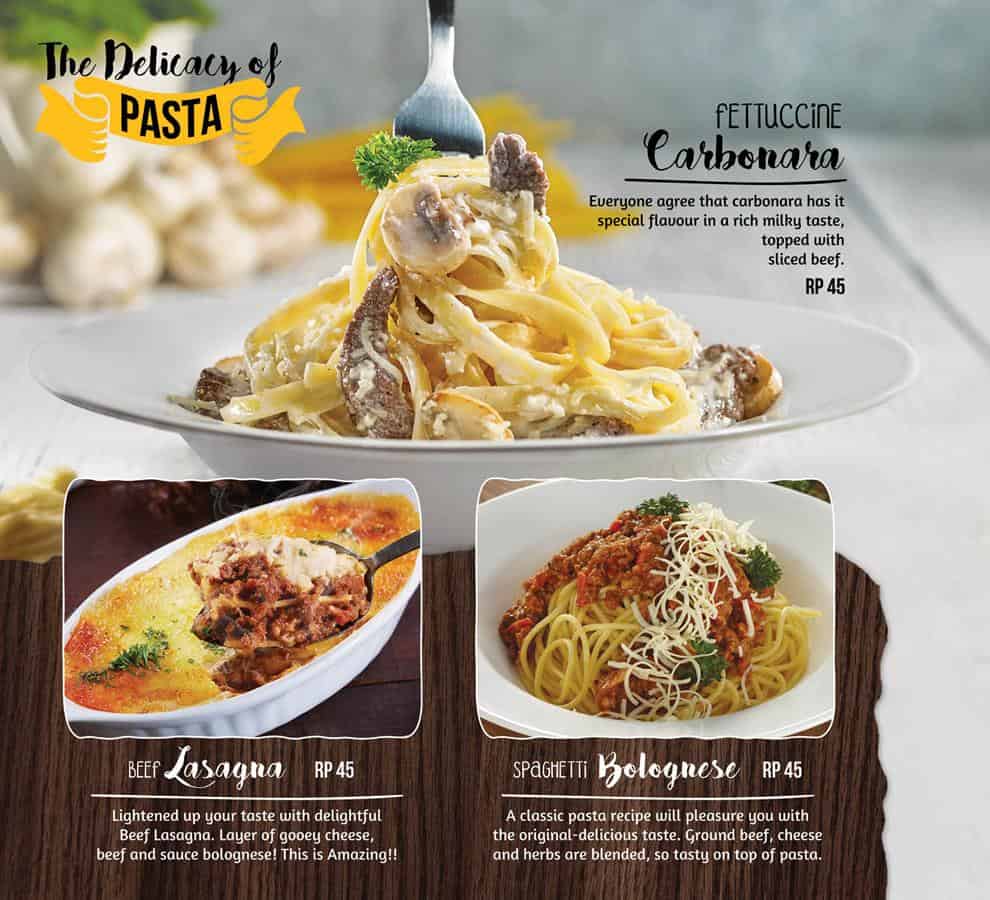 The Delicacy of
PASTA
FETTUCCINE
Carbonara
Everyone agree that carbonara has it
special flavour in a rich milky taste,
topped with
sliced beef.
RP 45
BEEF Lasagna RP 45
Lightened up your taste with delightful
Beef Lasagna. Layer of gooey cheese,
beef and sauce bolognese! This is Amazing!!
SPAGHETTI Bolognese RP 45
A classic pasta recipe will pleasure you with
the original-delicious taste. Ground beef, cheese
and herbs are blended, so tasty on top of pasta.